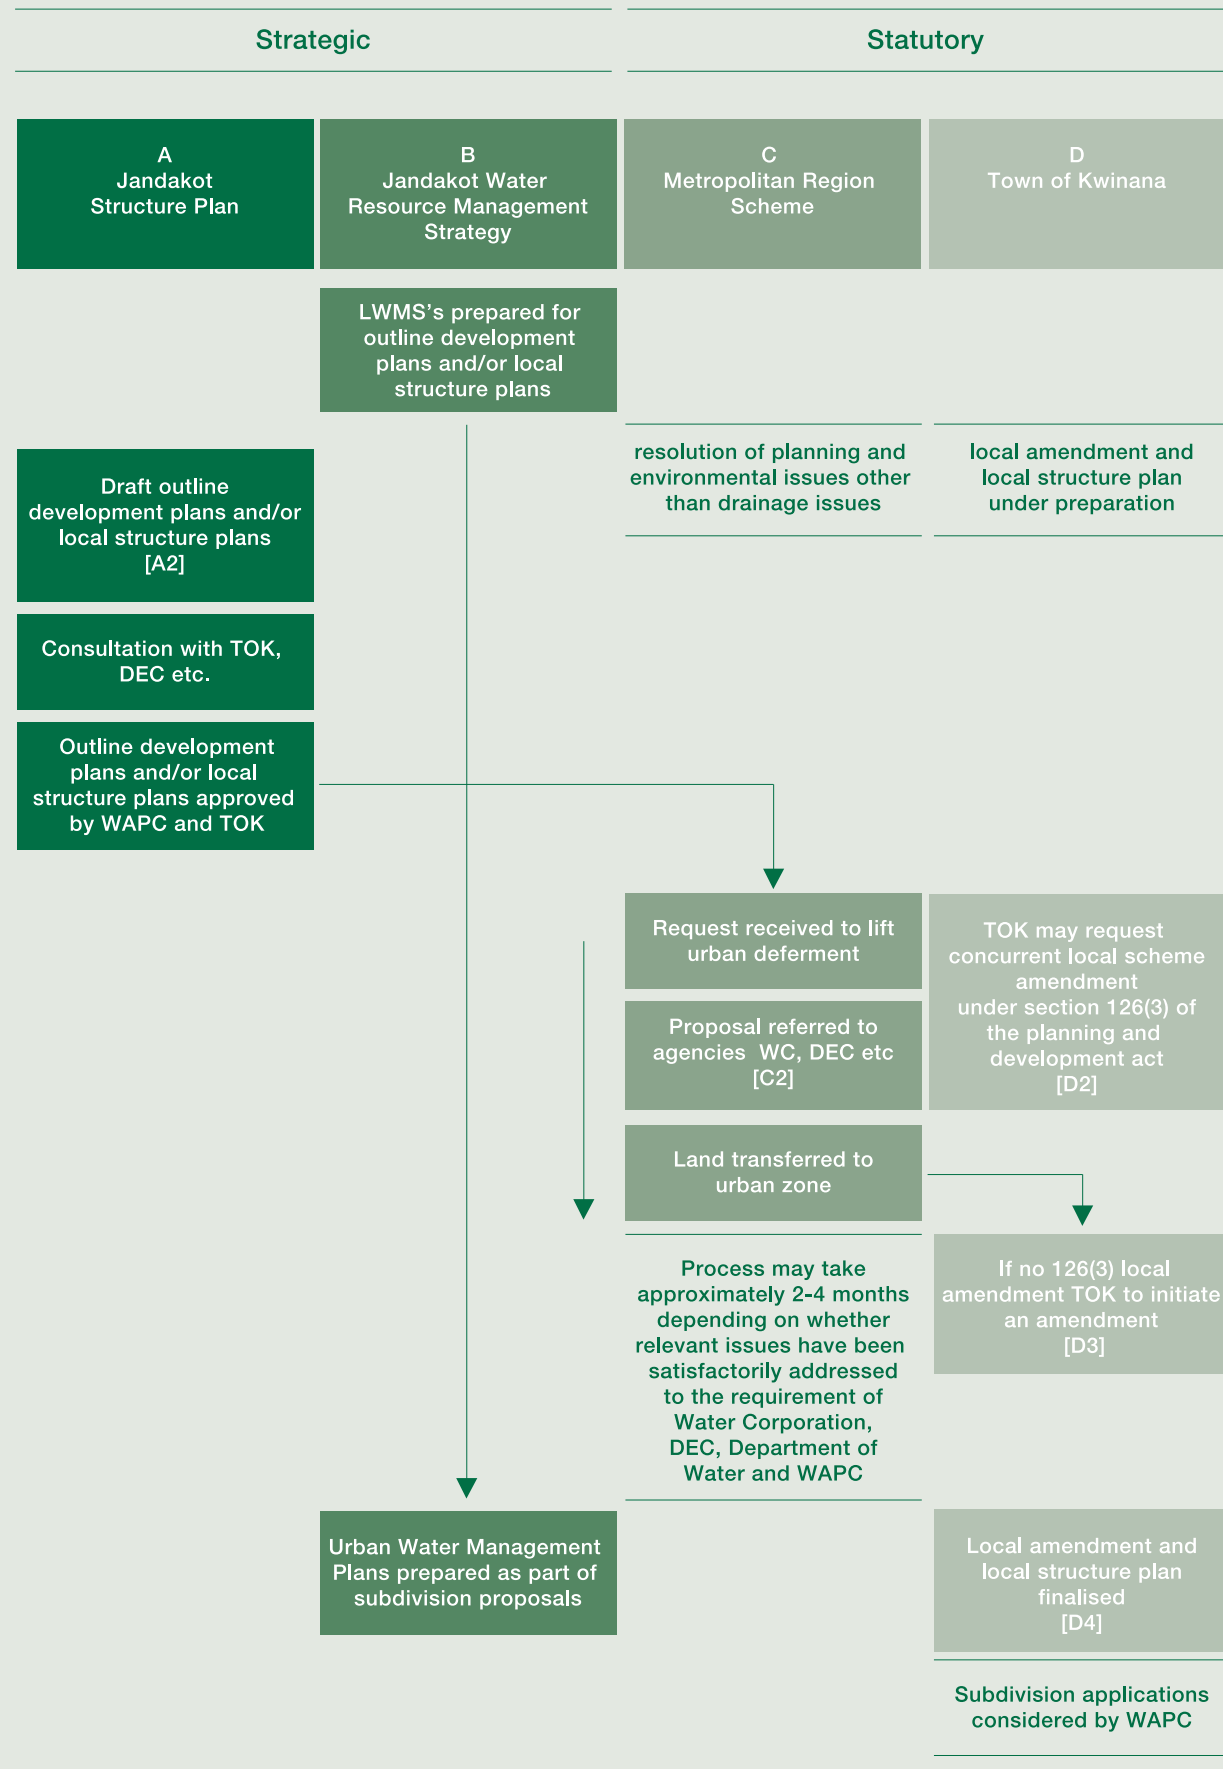 Strategic
Statutory
A
Jandakot
Structure Plan
B
Jandakot Water
Resource Management
Strategy
C
Metropolitan Region
Scheme
D
Town of Kwinana
LWMS's prepared for
outline development
plans and/or local
structure plans
resolution of planning and
environmental issues other
than drainage issues
local amendment and
local structure plan
under preparation
Draft outline
development plans and/or
local structure plans
[A2]
Consultation with TOK,
DEC etc.
Outline development
plans and/or local
structure plans approved
by WAPC and TOK
Request received to lift
urban deferment
TOK may request
concurrent local scheme
amendment
under section 126(3) of
the planning and
development act
[D2]
Proposal referred to
agencies WC, DEC etc
[C2]
Land transferred to
urban zone
Process may take
approximately 2-4 months
depending on whether
relevant issues have been
satisfactorily addressed
to the requirement of
Water Corporation,
DEC, Department of
Water and WAPC
If no 126(3) local
amendment TOK to initiate
an amendment
[D3]
Urban Water Management
Plans prepared as part of
subdivision proposals
Local amendment and
local structure plan
finalised
[D4]
Subdivision applications
considered by WAPC